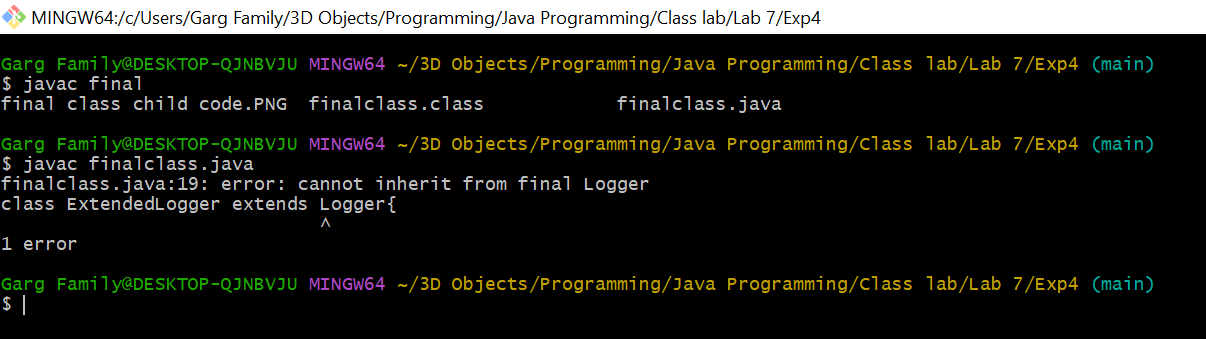 MINGW64:/c/Users/Garg Family/3D Objects/Programming/Java Programming/Class lab/Lab 7/Exp4
Garg Family@DESKTOP-QJNBVJU MINGW64 ~/3D Objects/Programming/Java Programming/Class lab/Lab 7/Exp4 (main)
$ javac final
final class child code.PNG  finalclass.class            finalclass.java
Garg Family@DESKTOP-QJNBVJU MINGW64 ~/3D Objects/Programming/Java Programming/Class lab/Lab 7/Exp4 (main)
$ javac finalclass.java
finalclass.java:19: error: cannot inherit from final Logger
class ExtendedLogger extends Logger{
                             ^
1 error
Garg Family@DESKTOP-QJNBVJU MINGW64 ~/3D Objects/Programming/Java Programming/Class lab/Lab 7/Exp4 (main)
$